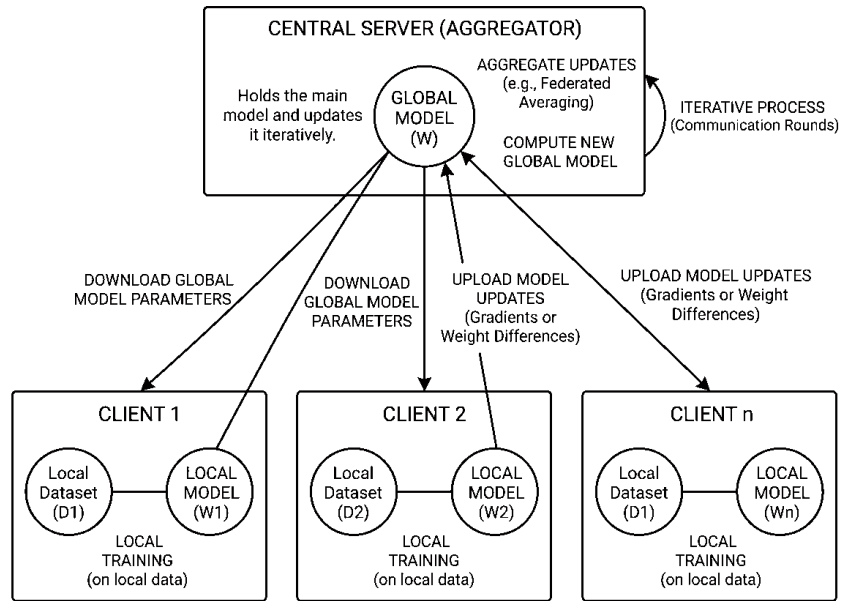 CENTRAL SERVER (AGGREGATOR)
Holds the main
model and updates
it iteratively.
GLOBAL
MODEL
(W)
AGGREGATE UPDATES
(e.g., Federated
Averaging)
COMPUTE NEW
GLOBAL MODEL
ITERATIVE PROCESS
(Communication Rounds)
DOWNLOAD GLOBAL
MODEL PARAMETERS
DOWNLOAD
GLOBAL MODEL
PARAMETERS
UPLOAD MODEL
UPDATES
(Gradients or
Weight Differences)
UPLOAD MODEL UPDATES
(Gradients or Weight
Differences)
CLIENT 1
Local
Dataset
(D1)
LOCAL
MODEL
(W1)
LOCAL
TRAINING
(on local data)
CLIENT 2
Local
Dataset
(D2)
LOCAL
MODEL
(W2)
LOCAL
TRAINING
(on local data)
CLIENT n
Local
Dataset
(D1)
LOCAL
MODEL
(Wn)
LOCAL
TRAINING
(on local data)